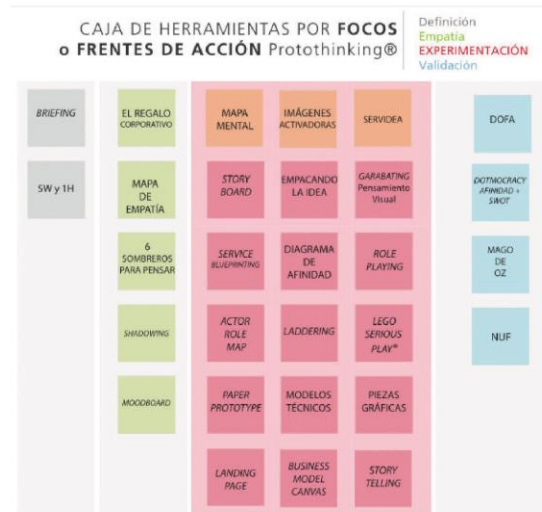 CAJA DE HERRAMIENTAS POR FOCOS
o FRENTES DE ACCIÓN Protothinking®
Definición
Empatía
EXPERIMENTACIÓN
Validación
BRIEFING
5W y 1H
EL REGALO
CORPORATIVO
MAPA
DE
EMPATÍA
6
SOMBREROS
PARA PENSAR
SHADOWING
MOODBOARD
MAPA
MENTAL
IMÁGENES
ACTIVADORAS
SERVIDEA
STORY
BOARD
EMPACANDO
LA IDEA
GARABATING
Pensamiento
Visual
SERVICE
BLUEPRINTING
DIAGRAMA
DE
AFINIDAD
ROLE
PLAYING
ACTOR
ROLE
MAP
LADDERING
LEGO
SERIOUS
PLAY®
PAPER
PROTOTYPE
MODELOS
TÉCNICOS
PIEZAS
GRÁFICAS
LANDING
PAGE
BUSINESS
MODEL
CANVAS
STORY
TELLING
DOFA
DOTMOCRACY
AFINIDAD +
SWOT
MAGO
DE
OZ
NUF